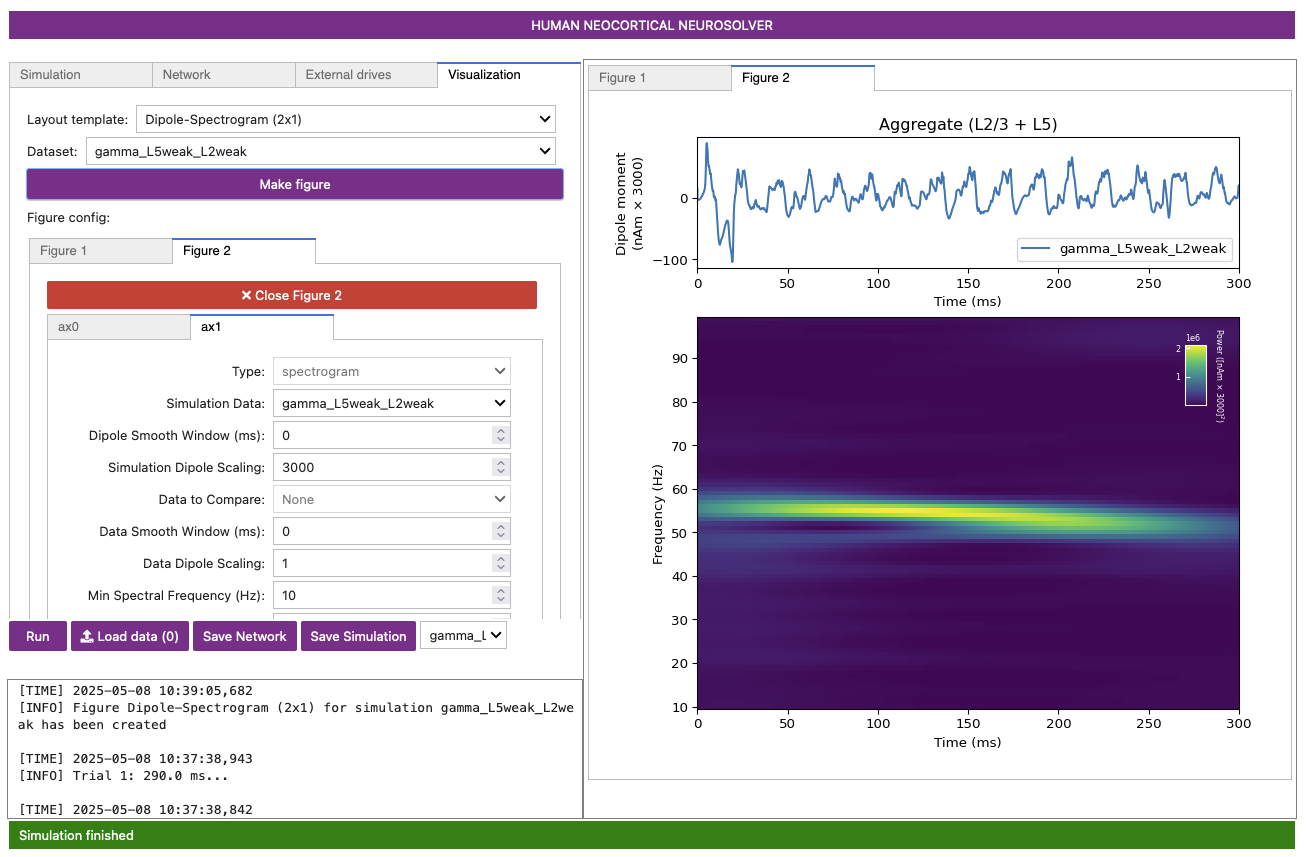 HUMAN NEOCORTICAL NEUROSOLVER
Simulation
Network
External drives
Visualization
Layout template: Dipole-Spectrogram (2x1)
Dataset: gamma_L5weak_L2weak
Make figure
Figure config:
Figure 1
Figure 2
Close Figure 2
ax0
ax1
Type: spectrogram
Simulation Data: gamma_L5weak_L2weak
Dipole Smooth Window (ms): 0
Simulation Dipole Scaling: 3000
Data to Compare: None
Data Smooth Window (ms): 0
Data Dipole Scaling: 1
Min Spectral Frequency (Hz): 10
Run
Load data (0)
Save Network
Save Simulation
gamma_L
[TIME] 2025-05-08 10:39:05,682
[INFO] Figure Dipole-Spectrogram (2x1) for simulation gamma_L5weak_L2we
ak has been created
[TIME] 2025-05-08 10:37:38,943
[INFO] Trial 1: 290.0 ms...
[TIME] 2025-05-08 10:37:38,842
Simulation finished
Figure 1
Figure 2
Aggregate (L2/3 + L5)
Dipole moment
(nAm × 3000)
0
−100
gamma_L5weak_L2weak
0 50 100 150 200 250 300
Time (ms)
Frequency (Hz)
90
80
70
60
50
40
30
20
10
1e6
2
1
Power ([nAm × 3000]²)
0 50 100 150 200 250 300
Time (ms)